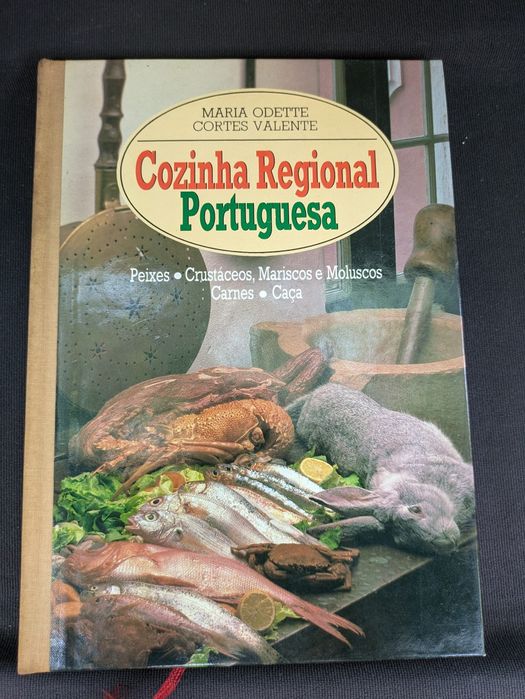 MARIA ODETTE
CORTES VALENTE
Cozinha Regional
Portuguesa
Peixes • Crustáceos, Mariscos e Moluscos
Carnes • Caça